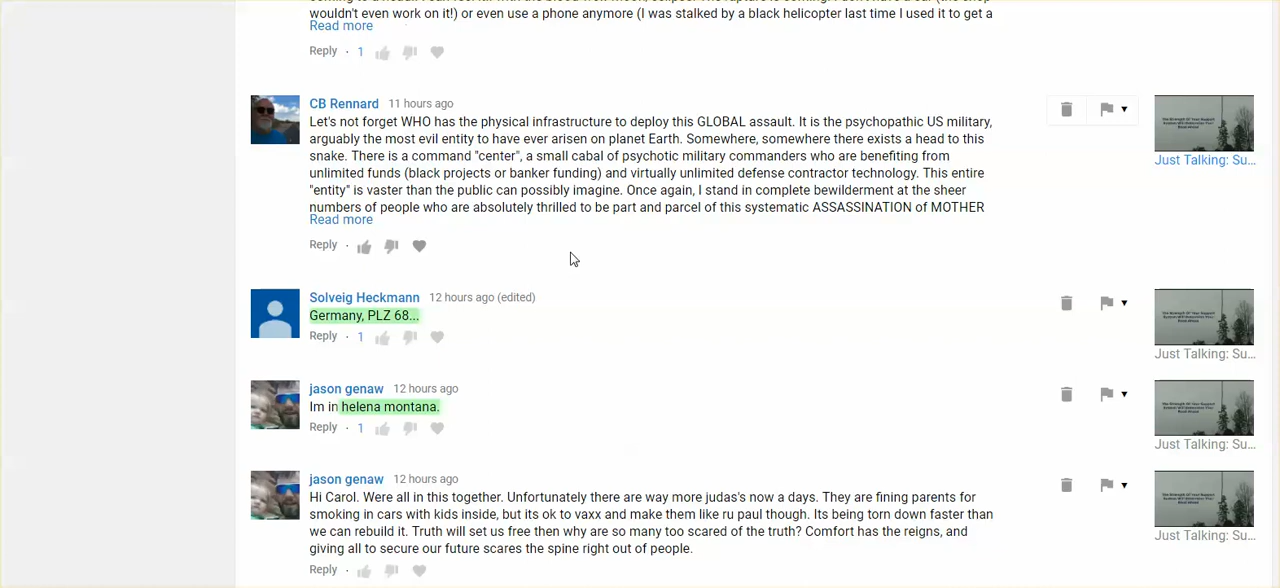 wouldn't even work on it!) or even use a phone anymore (I was stalked by a black helicopter last time I used it to get a
Read more
Reply · 1
CB Rennard 11 hours ago
Let's not forget WHO has the physical infrastructure to deploy this GLOBAL assault. It is the psychopathic US military,
arguably the most evil entity to have ever arisen on planet Earth. Somewhere, somewhere there exists a head to this
snake. There is a command "center", a small cabal of psychotic military commanders who are benefiting from
unlimited funds (black projects or banker funding) and virtually unlimited defense contractor technology. This entire
"entity" is vaster than the public can possibly imagine. Once again, I stand in complete bewilderment at the sheer
numbers of people who are absolutely thrilled to be part and parcel of this systematic ASSASSINATION of MOTHER
Read more
Reply ·
Just Talking: Su...
Solveig Heckmann 12 hours ago (edited)
Germany, PLZ 68...
Reply · 1
Just Talking: Su...
jason genaw 12 hours ago
Im in helena montana.
Reply · 1
Just Talking: Su...
jason genaw 12 hours ago
Hi Carol. Were all in this together. Unfortunately there are way more judas's now a days. They are fining parents for
smoking in cars with kids inside, but its ok to vaxx and make them like ru paul though. Its being torn down faster than
we can rebuild it. Truth will set us free then why are so many too scared of the truth? Comfort has the reigns, and
giving all to secure our future scares the spine right out of people.
Reply ·
Just Talking: Su...